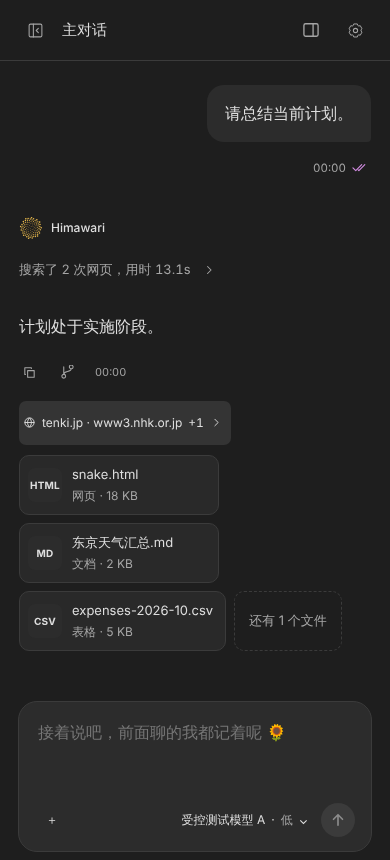 主对话
请总结当前计划。
00:00
Himawari
搜索了 2 次网页，用时 13.1s
计划处于实施阶段。
00:00
tenki.jp · www3.nhk.or.jp +1
HTML
snake.html
网页 · 18 KB
MD
东京天气汇总.md
文档 · 2 KB
CSV
expenses-2026-10.csv
表格 · 5 KB
还有 1 个文件
接着说吧，前面聊的我都记着呢 🌻
+
受控测试模型 A · 低